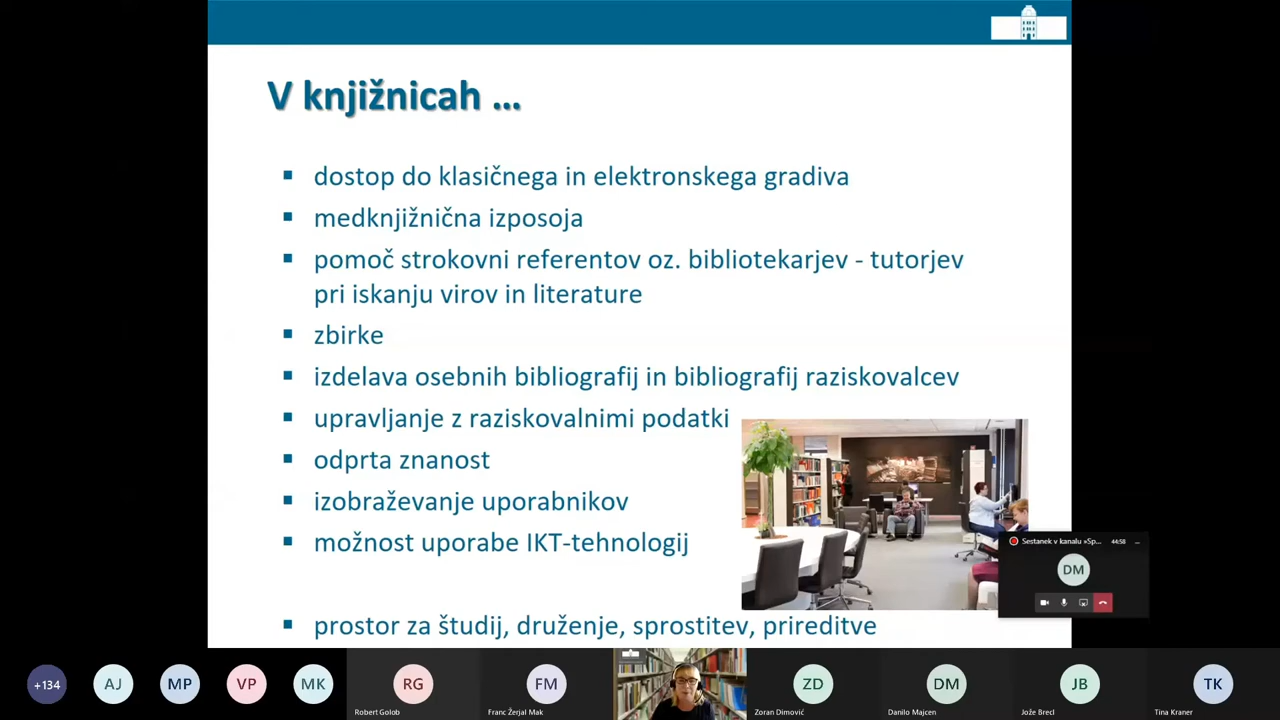 V knjižnicah ...
dostop do klasičnega in elektronskega gradiva
medknjižnična izposoja
pomoč strokovni referentov oz. bibliotekarjev - tutorjev
pri iskanju virov in literature
zbirke
izdelava osebnih bibliografij in bibliografij raziskovalcev
upravljanje z raziskovalnimi podatki
odprta znanost
izobraževanje uporabnikov
možnost uporabe IKT-tehnologij
prostor za študij, druženje, sprostitev, prireditve
Sestanek v kanalu »Sp... 44:58
DM
+134
AJ
MP
VP
MK
RG
Robert Golob
FM
Franc Žerjal Mak
ZD
Zoran Dimović
DM
Danilo Majcen
JB
Jože Brecl
TK
Tina Kraner